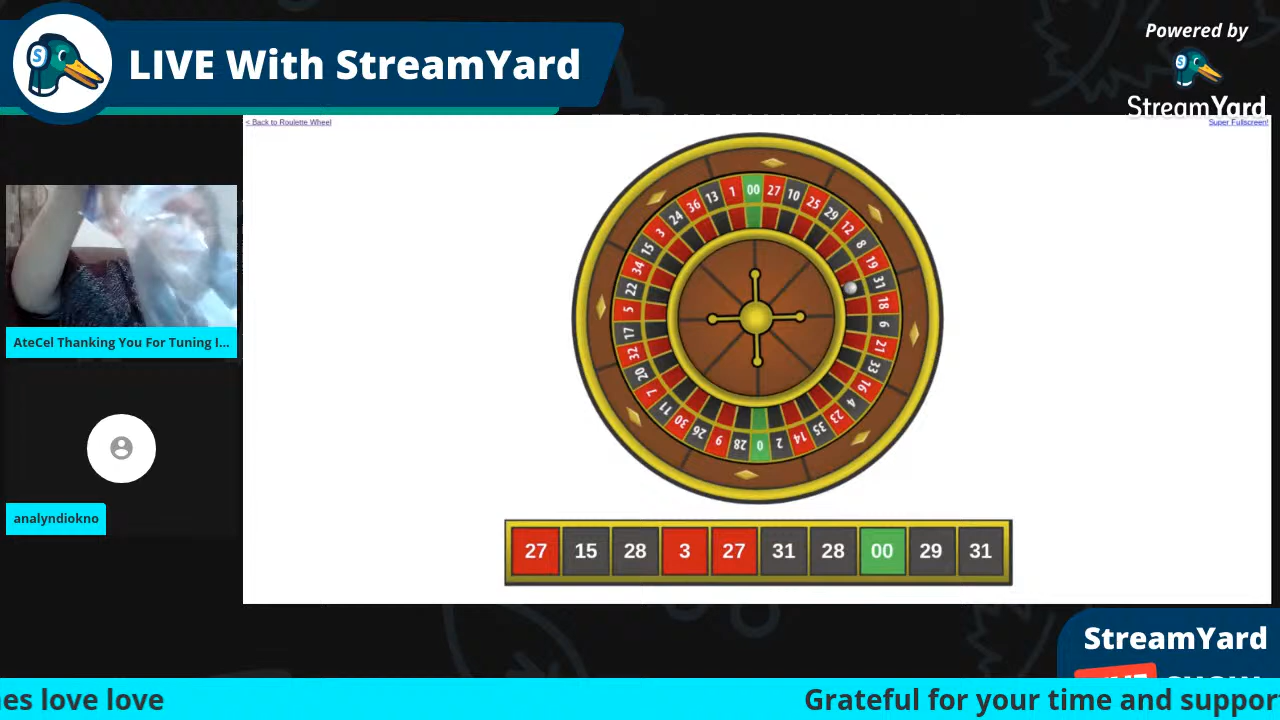 LIVE With StreamYard
Powered by
StreamYard
< Back to Roulette Wheel
Super Fullscreen!
00 27 10 25 29 12 8 19 31 18 6 21 33 16 4 23 35 14 2 0 28 9 26 30 11 7 20 32 17 5 22 34 15 3 24 36 13 1
AteCel Thanking You For Tuning I...
analyndiokno
27 15 28 3 27 31 28 00 29 31
StreamYard
love love
Grateful for your time and